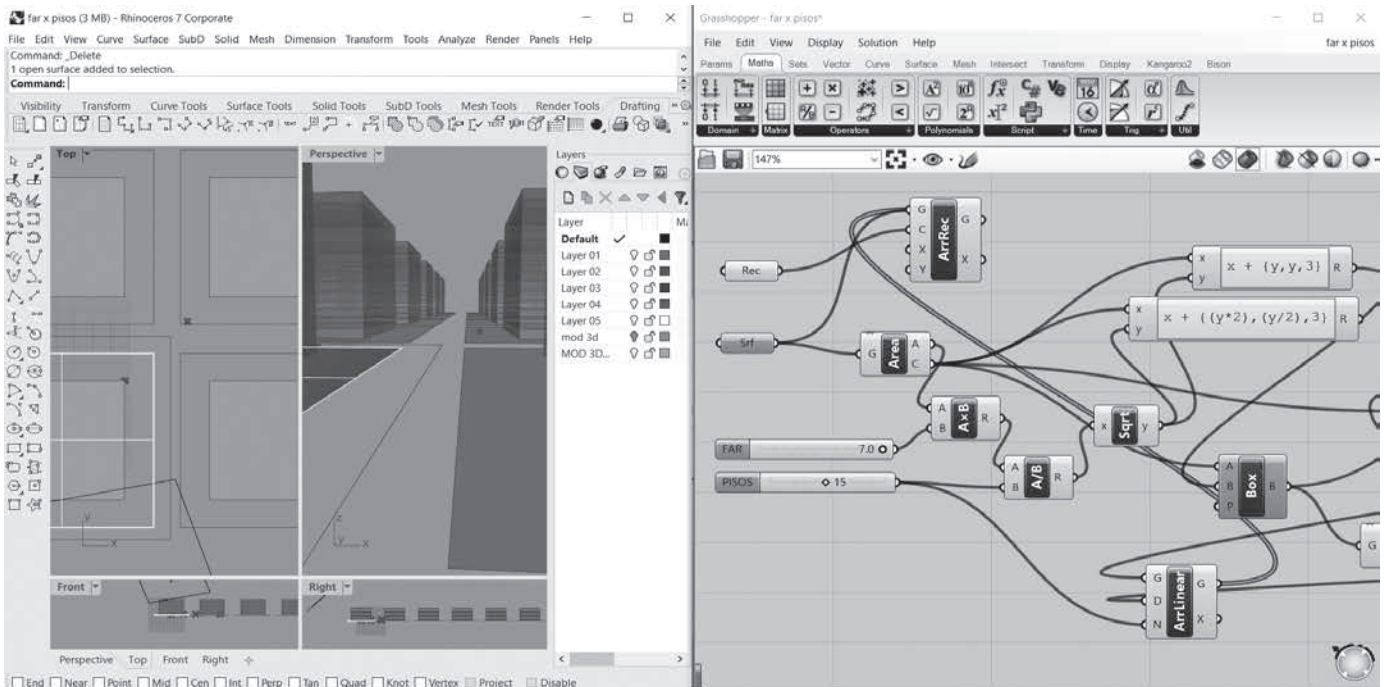 far x pisos (3 MB) - Rhinoceros 7 Corporate
File Edit View Curve Surface SubD Solid Mesh Dimension Transform Tools Analyze Render Panels Help
Command: _Delete
1 open surface added to selection.
Command:
Visibility Transform Curve Tools Surface Tools Solid Tools SubD Tools Mesh Tools Render Tools Drafting
Top
Perspective
y
x
z
y
x
Front
Right
Perspective Top Front Right
End Near Point Mid Cen Int Perp Tan Quad Knot Vertex Project Disable
Layers
Layer
Default
Layer 01
Layer 02
Layer 03
Layer 04
Layer 05
mod 3d
MOD 3D...
Grasshopper - far x pisos*
File Edit View Display Solution Help far x pisos
Params Maths Sets Vector Curve Surface Mesh Intersect Transform Display Kangaroo2 Bison
Domain Matrix Operators Polynomials Script Time Trig Util
147%
G C X Y ArrRec G X
Rec
Srf
G Area A C
x y x + {y,y,3} R
x y x + {(y*2),(y/2),3} R
A B A×B R
x Sqrt y
FAR 7.0
PISOS 15
A B A/B R
A B P Box B
G
G D N ArrLinear G X